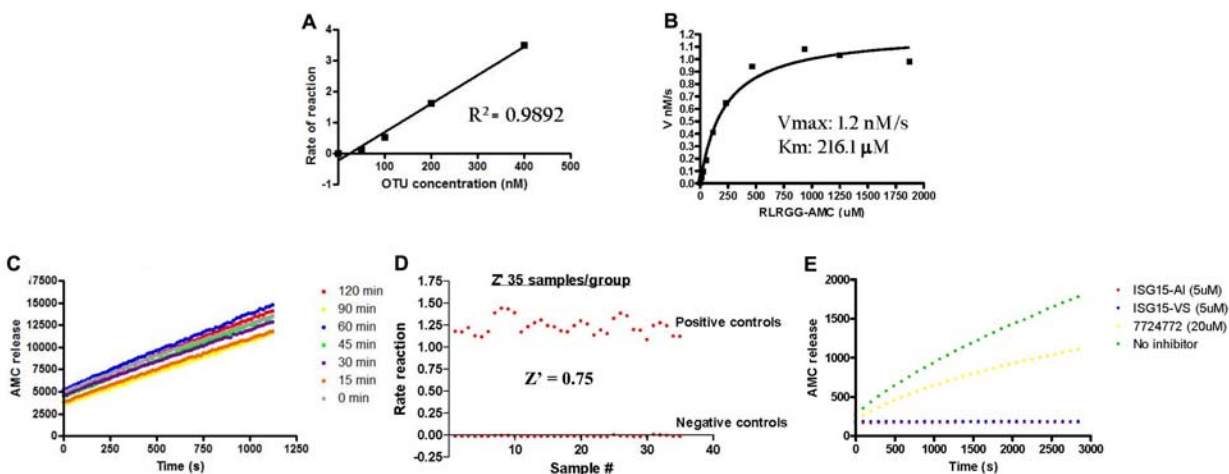 A
Rate of reaction
4
3
2
1
0
-1
100
200
300
400
500
OTU concentration (nM)
R² = 0.9892
B
V nM/s
1.2
1.1
1.0
0.9
0.8
0.7
0.6
0.5
0.4
0.3
0.2
0.1
0.0
0
250
500
750
1000
1250
1500
1750
2000
RLRGG-AMC (uM)
Vmax: 1.2 nM/s
Km: 216.1 µM
C
AMC release
17500
15000
12500
10000
7500
5000
2500
0
0
250
500
750
1000
1250
Time (s)
120 min
90 min
60 min
45 min
30 min
15 min
0 min
D
Z' 35 samples/group
Rate reaction
1.75
1.50
1.25
1.00
0.75
0.50
0.25
0.00
-0.25
10
20
30
40
Sample #
Positive controls
Z' = 0.75
Negative controls
E
AMC release
2000
1500
1000
500
0
0
500
1000
1500
2000
2500
3000
Time (s)
ISG15-AI (5uM)
ISG15-VS (5uM)
7724772 (20uM)
No inhibitor